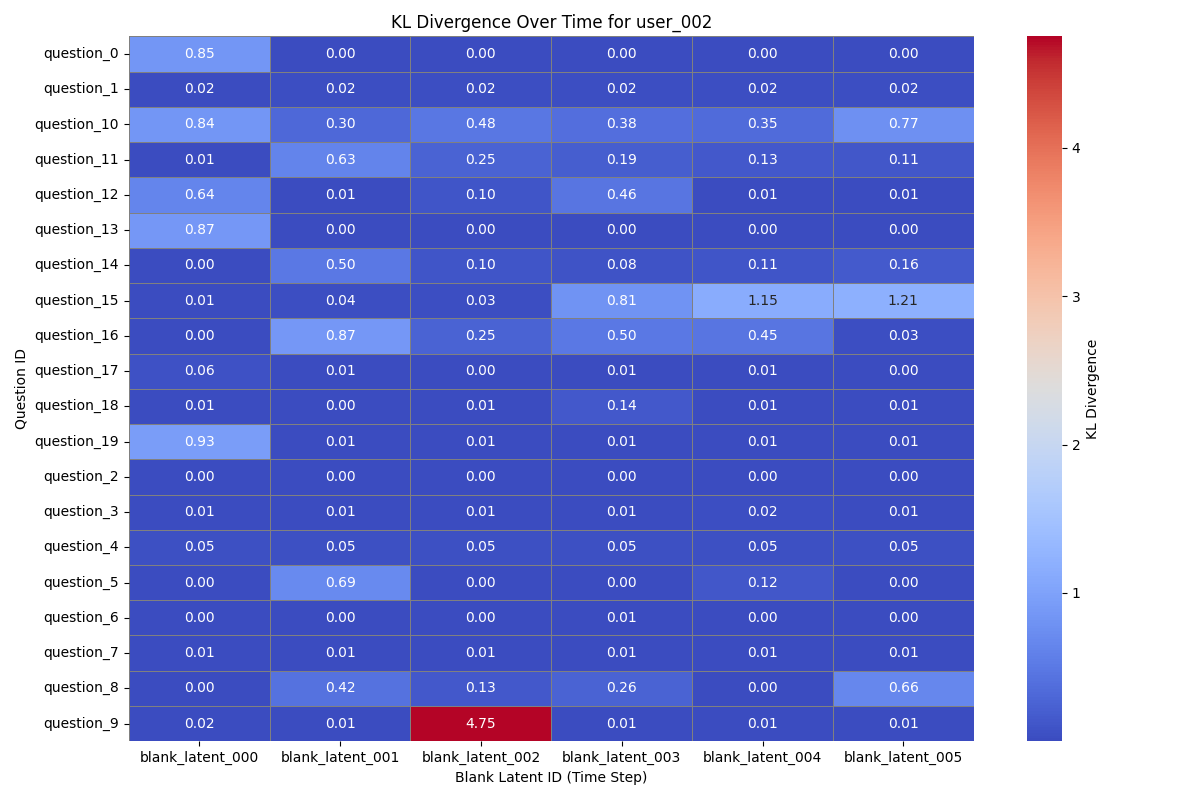 KL Divergence Over Time for user_002
question_0 0.85 0.00 0.00 0.00 0.00 0.00
question_1 0.02 0.02 0.02 0.02 0.02 0.02
question_10 0.84 0.30 0.48 0.38 0.35 0.77
question_11 0.01 0.63 0.25 0.19 0.13 0.11
question_12 0.64 0.01 0.10 0.46 0.01 0.01
question_13 0.87 0.00 0.00 0.00 0.00 0.00
question_14 0.00 0.50 0.10 0.08 0.11 0.16
question_15 0.01 0.04 0.03 0.81 1.15 1.21
question_16 0.00 0.87 0.25 0.50 0.45 0.03
question_17 0.06 0.01 0.00 0.01 0.01 0.00
question_18 0.01 0.00 0.01 0.14 0.01 0.01
question_19 0.93 0.01 0.01 0.01 0.01 0.01
question_2 0.00 0.00 0.00 0.00 0.00 0.00
question_3 0.01 0.01 0.01 0.01 0.02 0.01
question_4 0.05 0.05 0.05 0.05 0.05 0.05
question_5 0.00 0.69 0.00 0.00 0.12 0.00
question_6 0.00 0.00 0.00 0.01 0.00 0.00
question_7 0.01 0.01 0.01 0.01 0.01 0.01
question_8 0.00 0.42 0.13 0.26 0.00 0.66
question_9 0.02 0.01 4.75 0.01 0.01 0.01
blank_latent_000 blank_latent_001 blank_latent_002 blank_latent_003 blank_latent_004 blank_latent_005
Blank Latent ID (Time Step)
Question ID
4
3
2
1
KL Divergence